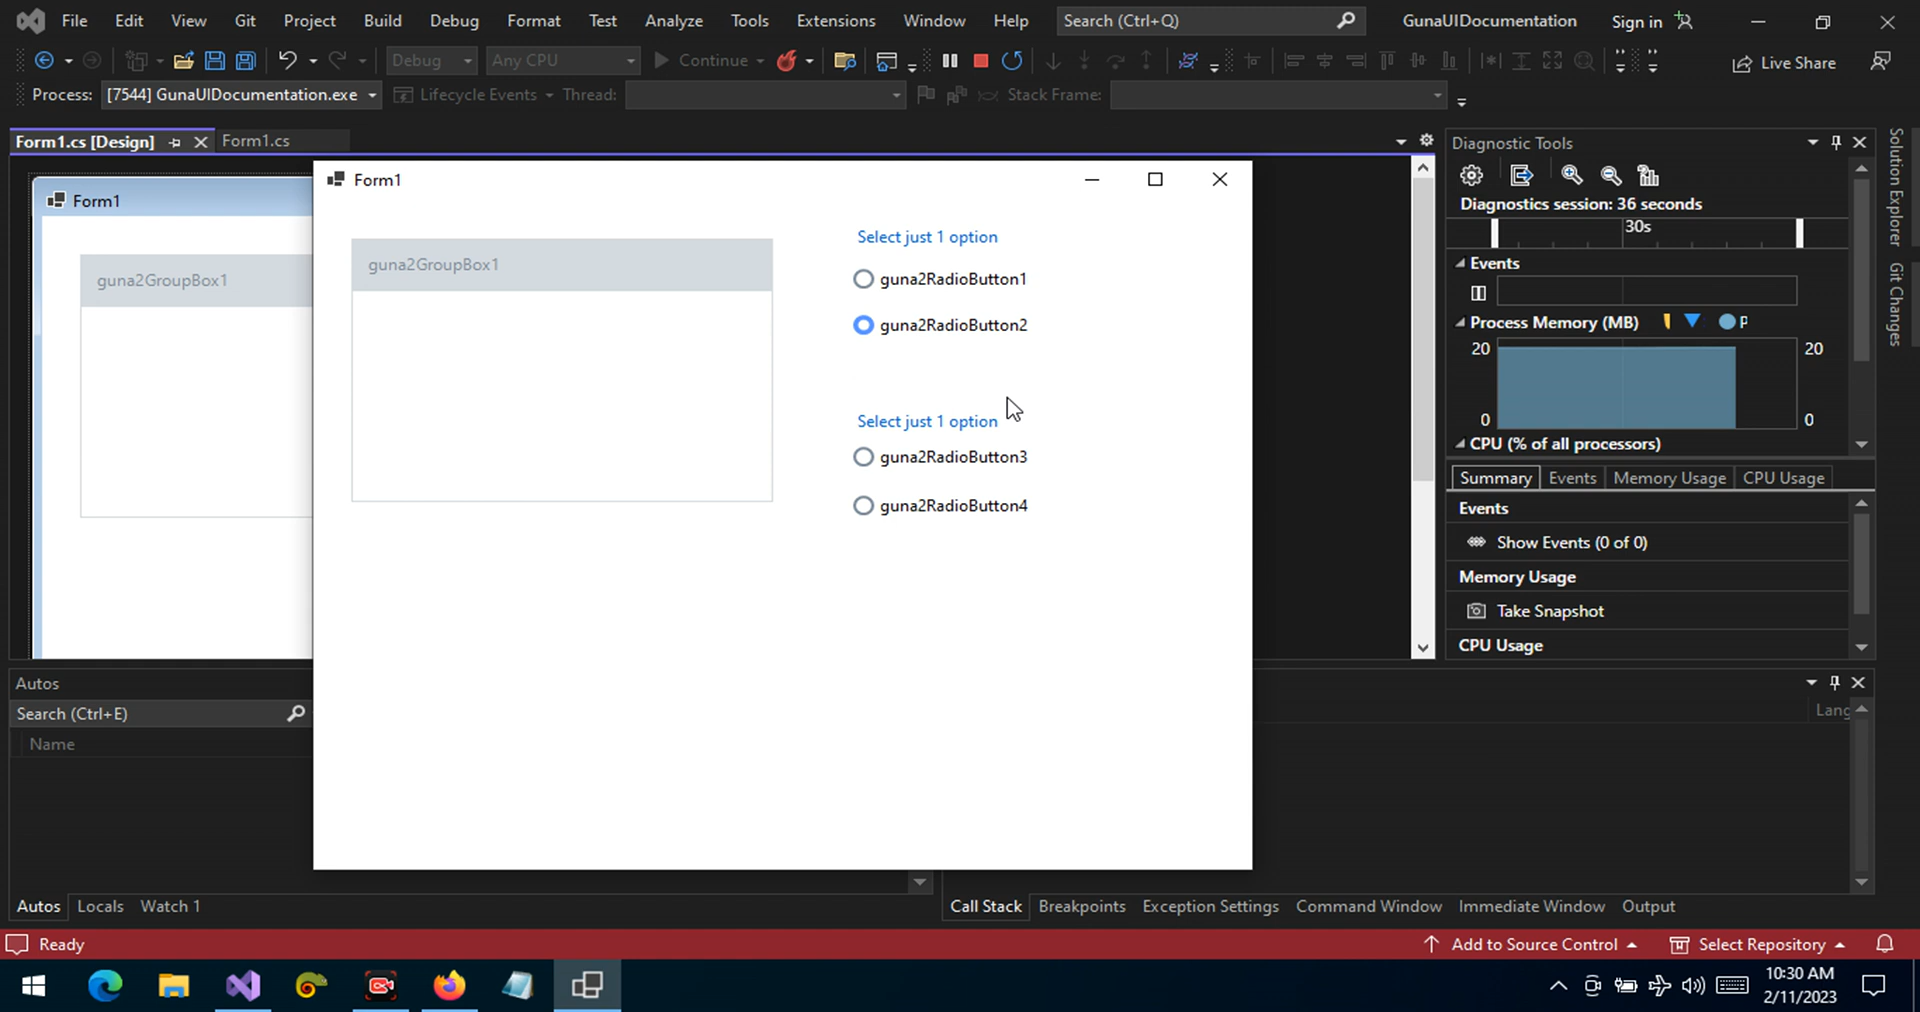 File Edit View Git Project Build Debug Format Test Analyze Tools Extensions Window Help Search (Ctrl+Q) GunaUIDocumentation Sign in
Debug Any CPU Continue Live Share
Process: [7544] GunaUIDocumentation.exe Lifecycle Events Thread: Stack Frame:
Form1.cs [Design] Form1.cs
Form1
guna2GroupBox1
Form1
guna2GroupBox1
Select just 1 option
guna2RadioButton1
guna2RadioButton2
Select just 1 option
guna2RadioButton3
guna2RadioButton4
Diagnostic Tools
Diagnostics session: 36 seconds
30s
Events
Process Memory (MB) P
20 20
0 0
CPU (% of all processors)
Summary Events Memory Usage CPU Usage
Events
Show Events (0 of 0)
Memory Usage
Take Snapshot
CPU Usage
Solution Explorer
Git Changes
Autos
Search (Ctrl+E)
Name
Lang
Autos Locals Watch 1
Call Stack Breakpoints Exception Settings Command Window Immediate Window Output
Ready Add to Source Control Select Repository
10:30 AM
2/11/2023